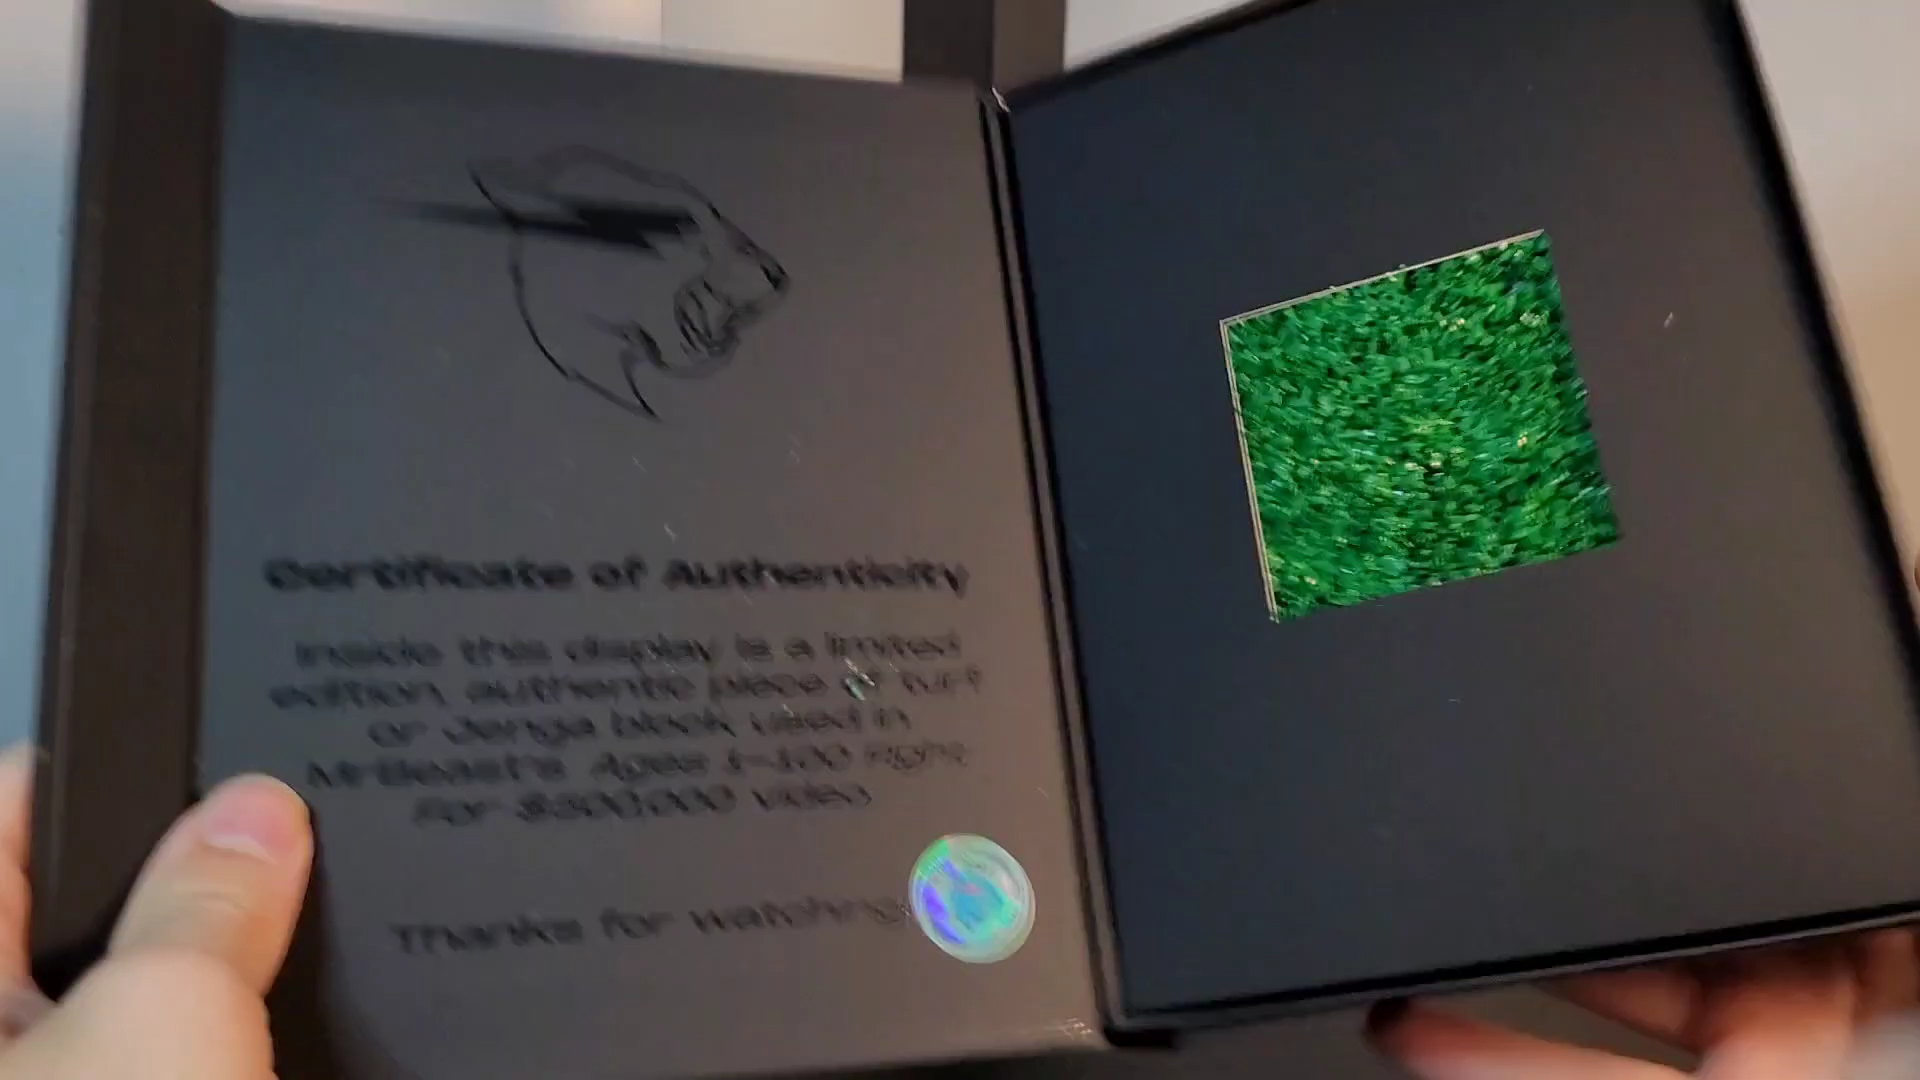 Certificate of Authenticity
Inside this display is a limited
edition, authentic piece of turf
or Jenga block used in
MrBeast's Ages 1-100 Fight
For $500,000 video
Thanks for watching